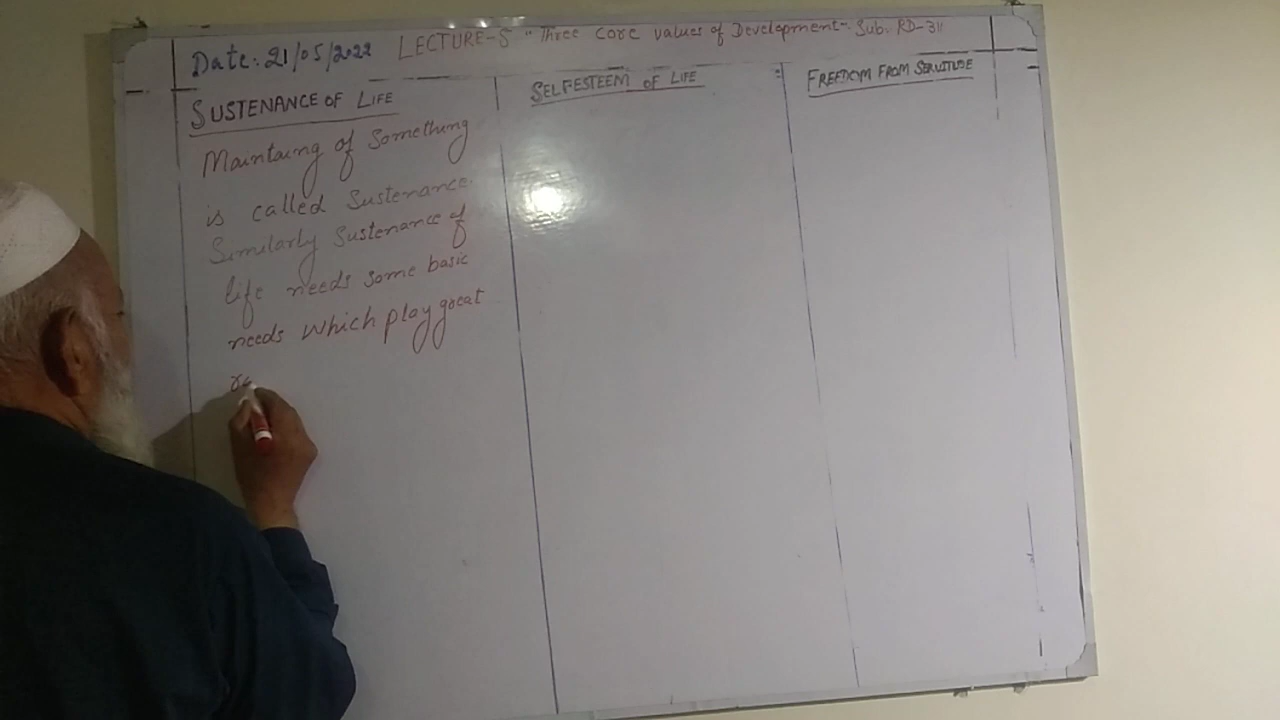 Date: 21/05/2022 LECTURE-5 "Three Core values of Development". Sub: RD-311
SUSTENANCE OF LIFE
Maintaing of Something
is called Sustenance.
Similarly Sustenance of
life needs some basic
needs which play great
SELFESTEEM OF LIFE
FREEDOM FROM SERVITUDE